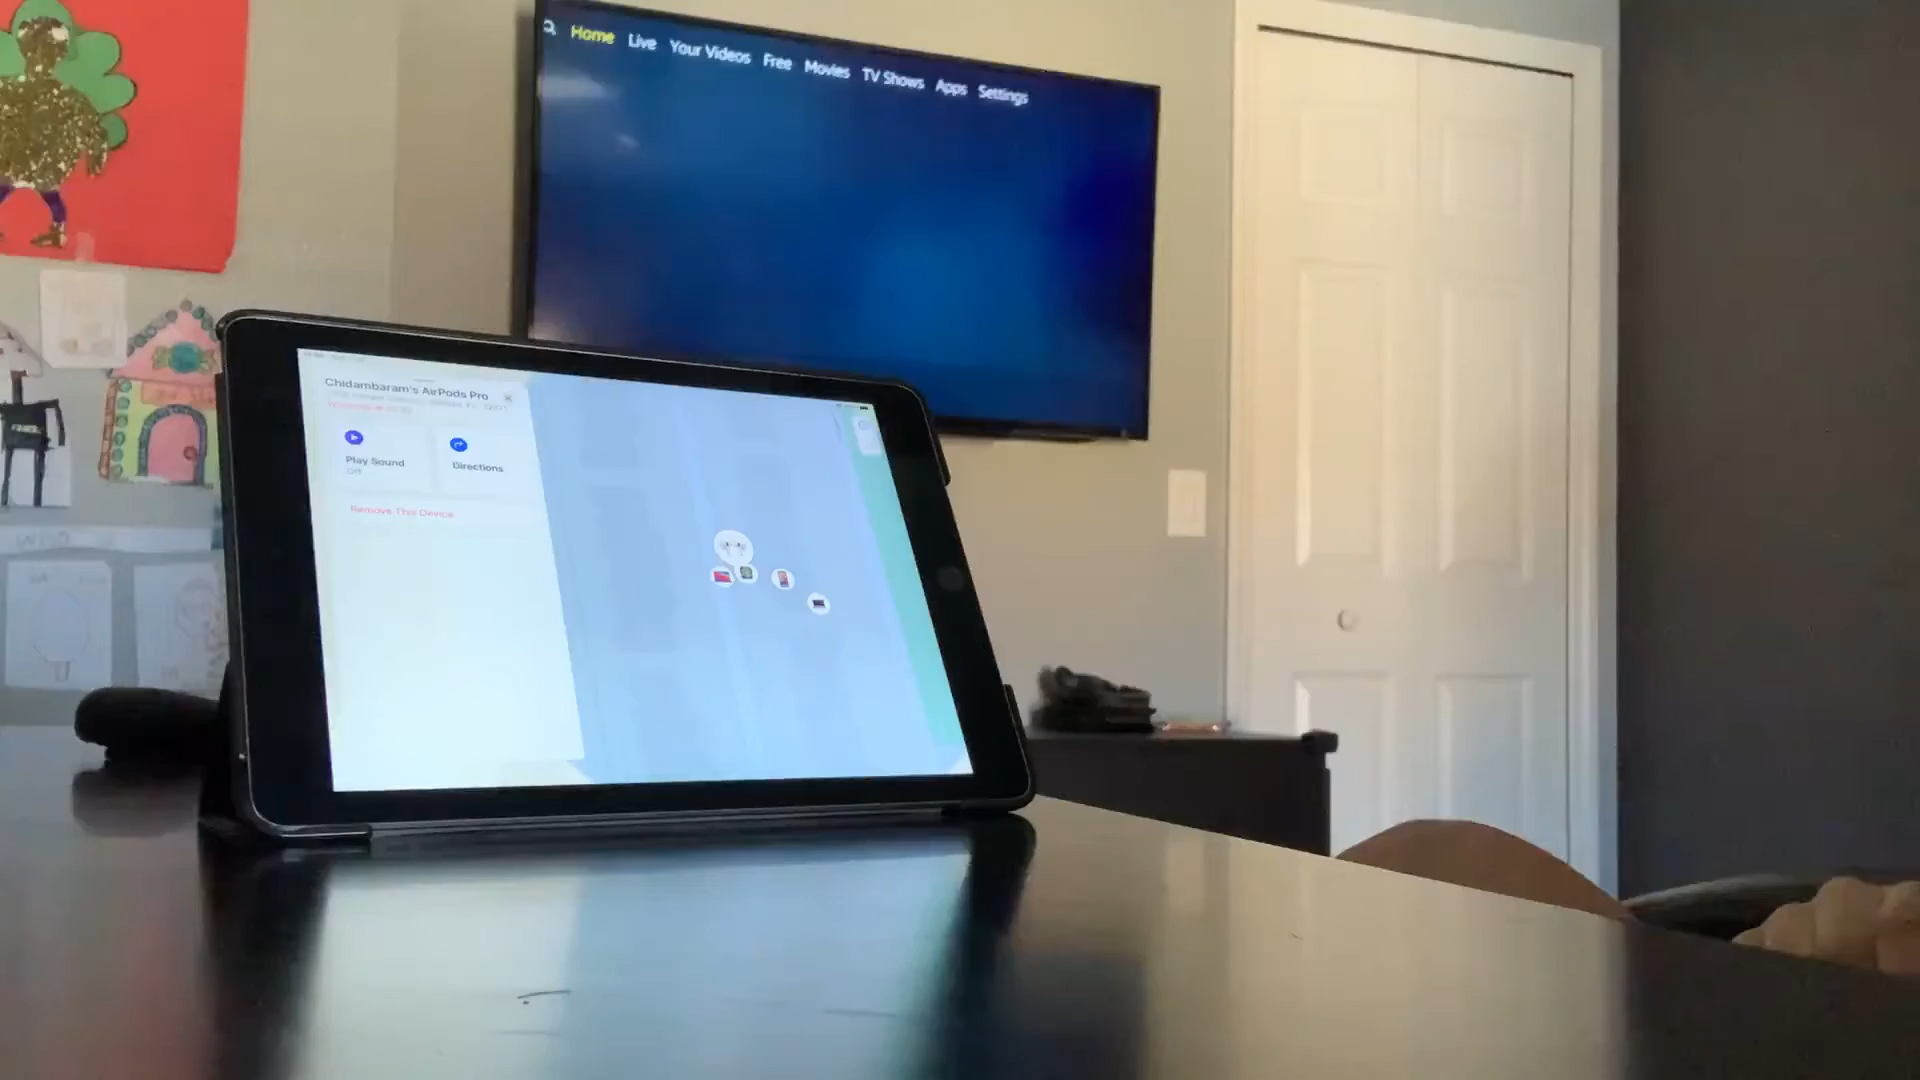 Home Live Your Videos Free Movies TV Shows Apps Settings
Chidambaram's AirPods Pro
Play Sound
Off
Directions
Remove This Device